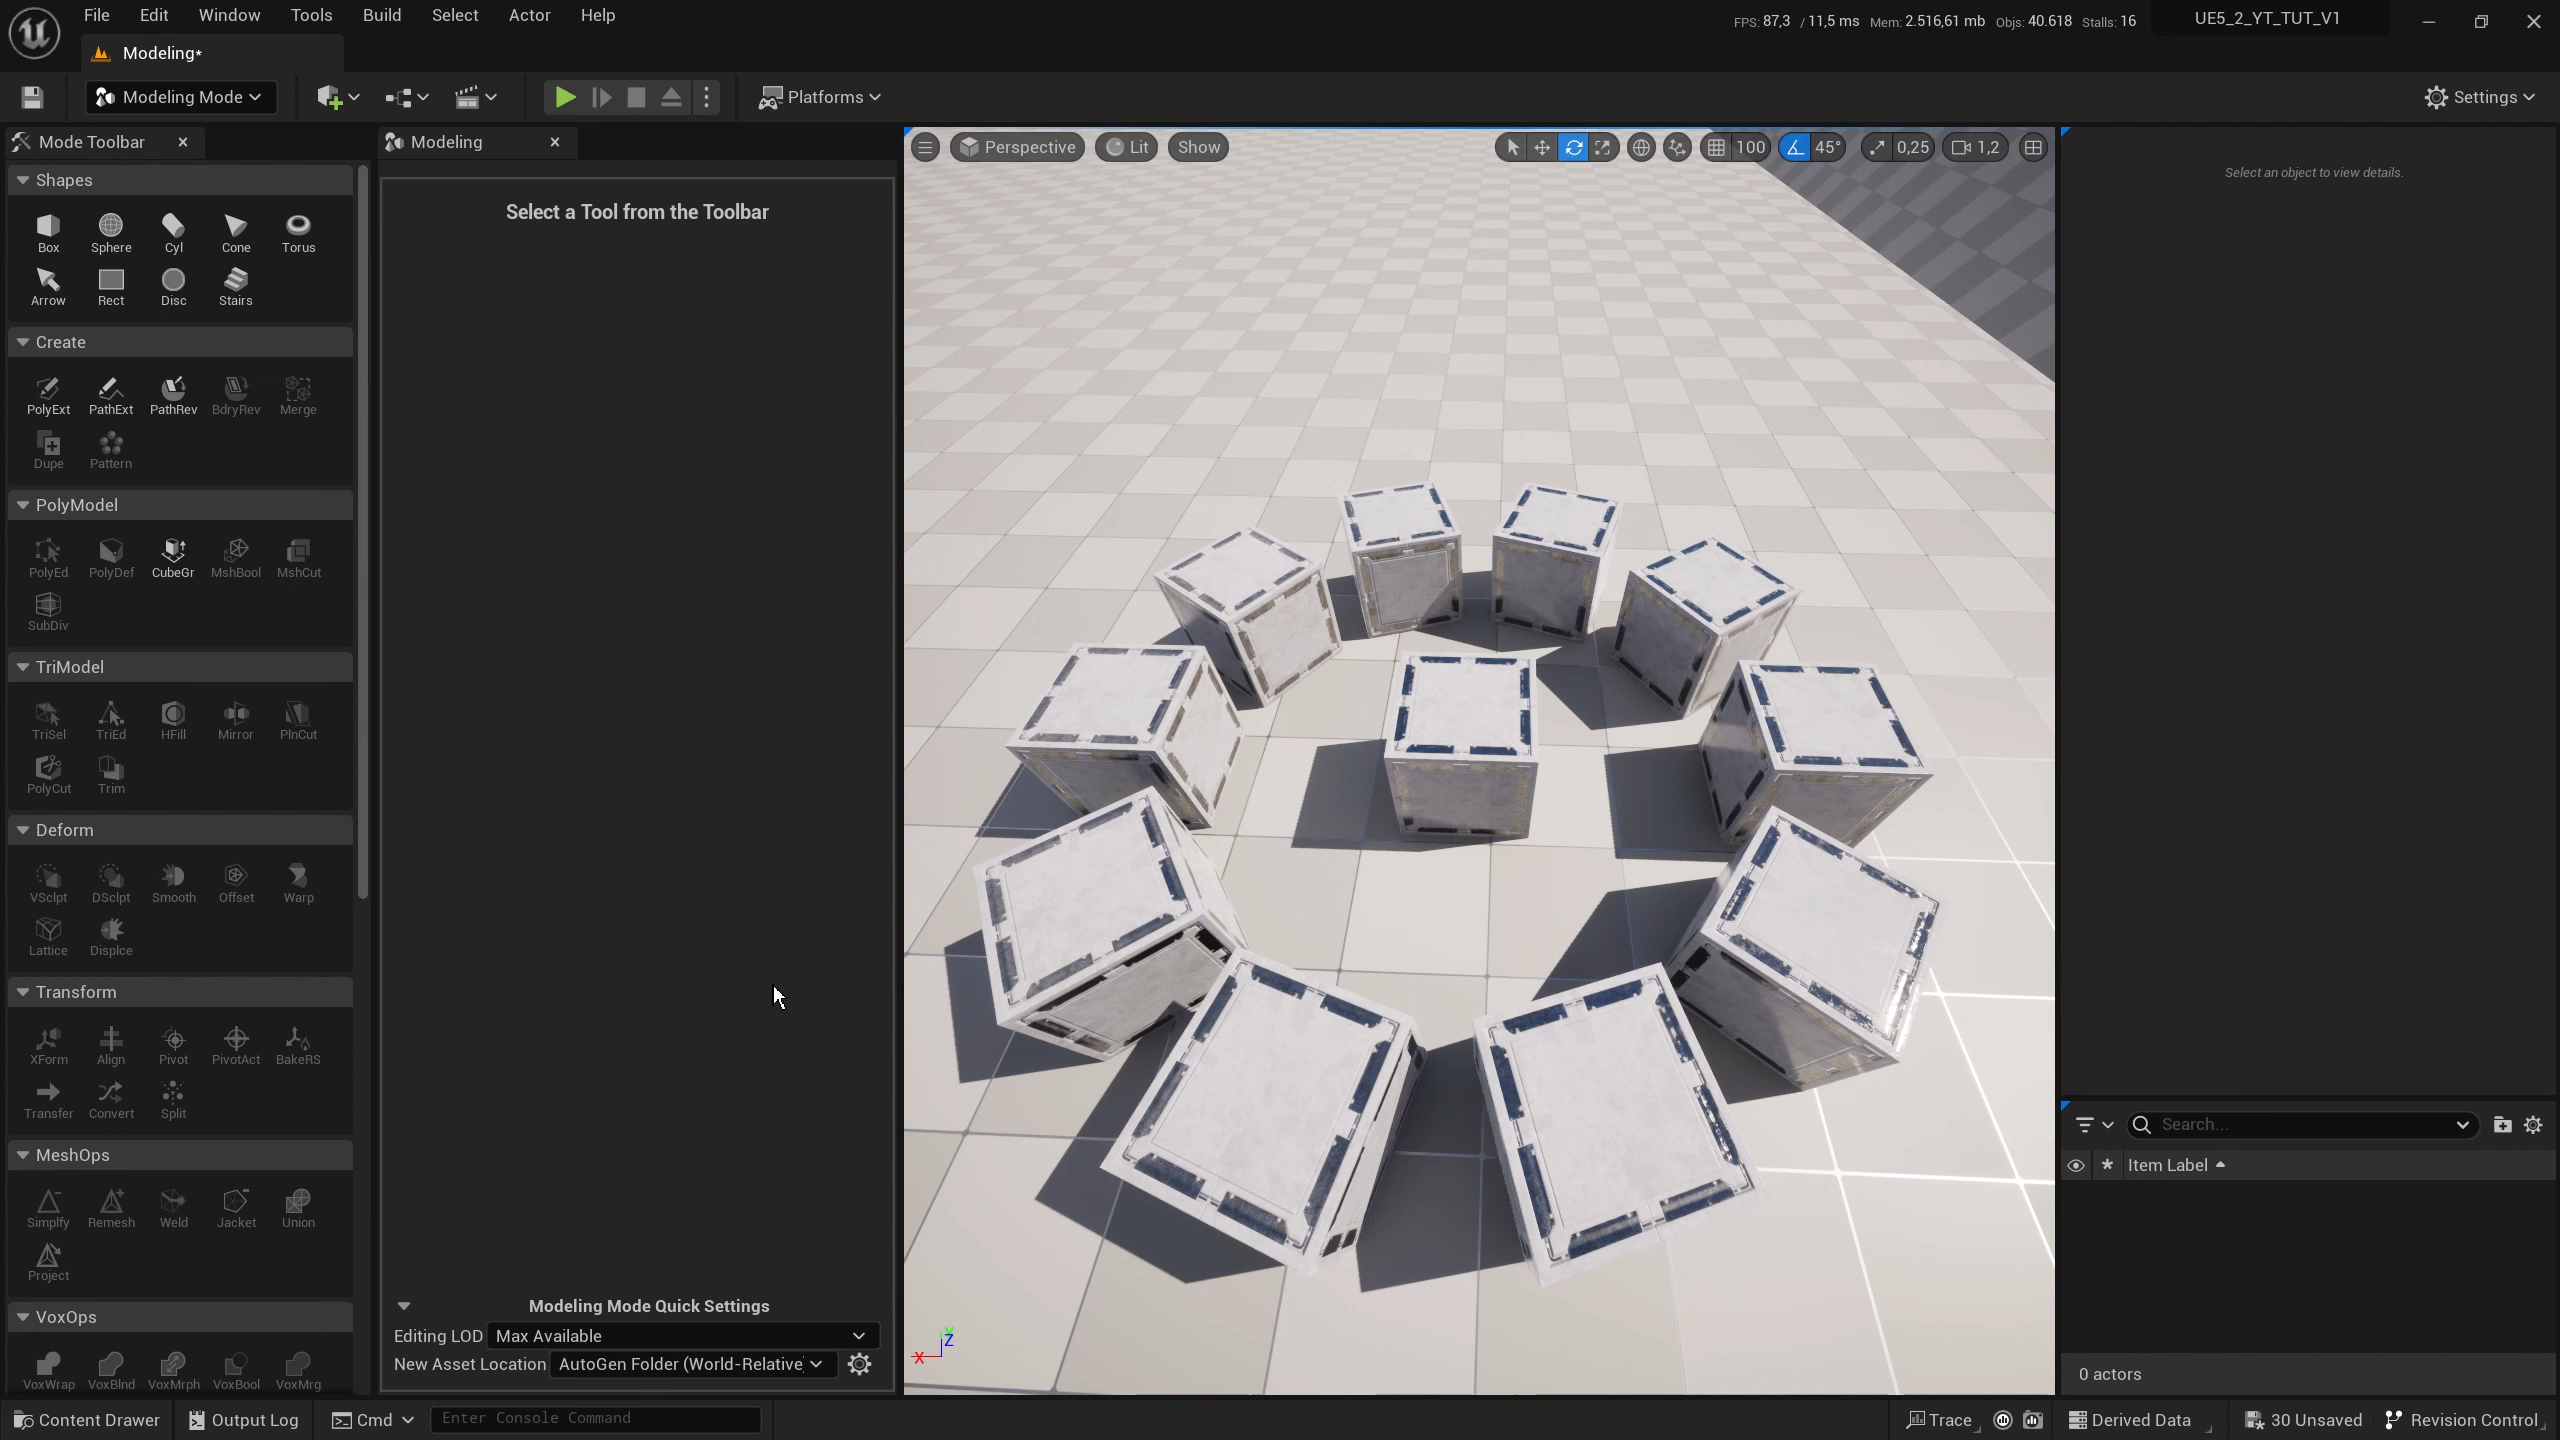 File Edit Window Tools Build Select Actor Help
FPS: 87,3 / 11,5 ms Mem: 2.516,61 mb Objs: 40.618 Stalls: 16
UE5_2_YT_TUT_V1
Modeling*
Modeling Mode
Platforms
Settings
Mode Toolbar
Shapes
Box Sphere Cyl Cone Torus
Arrow Rect Disc Stairs
Create
PolyExt PathExt PathRev BdryRev Merge
Dupe Pattern
PolyModel
PolyEd PolyDef CubeGr MshBool MshCut
SubDiv
TriModel
TriSel TriEd HFill Mirror PlnCut
PolyCut Trim
Deform
VSclpt DSclpt Smooth Offset Warp
Lattice Displce
Transform
XForm Align Pivot PivotAct BakeRS
Transfer Convert Split
MeshOps
Simplfy Remesh Weld Jacket Union
Project
VoxOps
VoxWrap VoxBlnd VoxMrph VoxBool VoxMrg
Modeling
Select a Tool from the Toolbar
Modeling Mode Quick Settings
Editing LOD Max Available
New Asset Location AutoGen Folder (World-Relative)
Perspective Lit Show
100 45° 0,25 1,2
X Y Z
Select an object to view details.
Search...
Item Label
0 actors
Content Drawer Output Log Cmd Enter Console Command
Trace Derived Data 30 Unsaved Revision Control